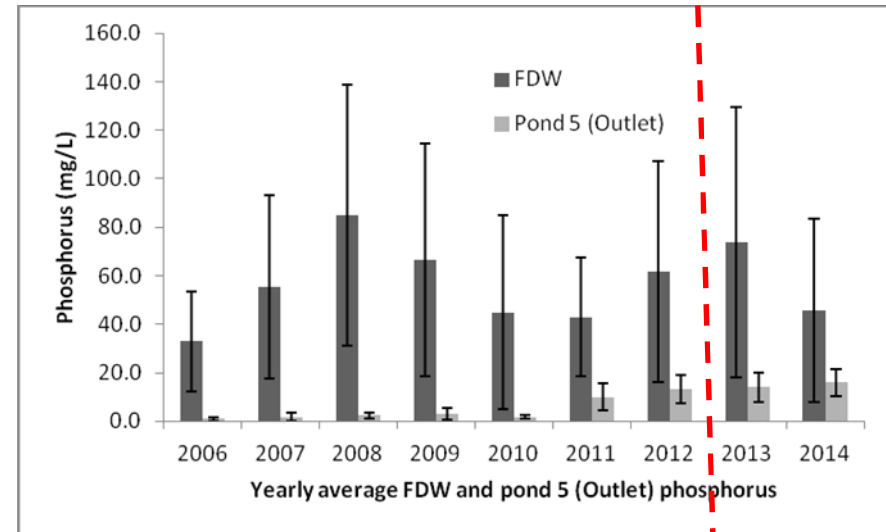 160.0
140.0
120.0
100.0
80.0
60.0
40.0
20.0
0.0
Phosphorus (mg/L)
FDW
Pond 5 (Outlet)
2006 2007 2008 2009 2010 2011 2012 2013 2014
Yearly average FDW and pond 5 (Outlet) phosphorus